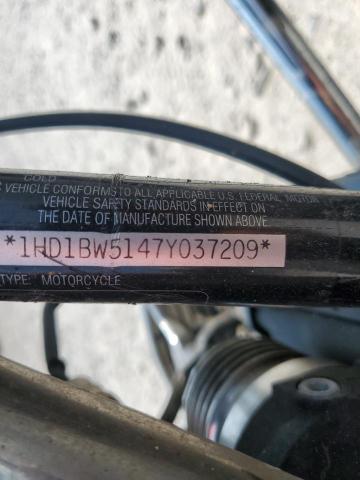 COLD
VEHICLE CONFORMS TO ALL APPLICABLE U.S. FEDERAL MOTOR
VEHICLE SAFETY STANDARDS IN EFFECT ON
THE DATE OF MANUFACTURE SHOWN ABOVE
*1HD1BW5147Y037209*
TYPE: MOTORCYCLE